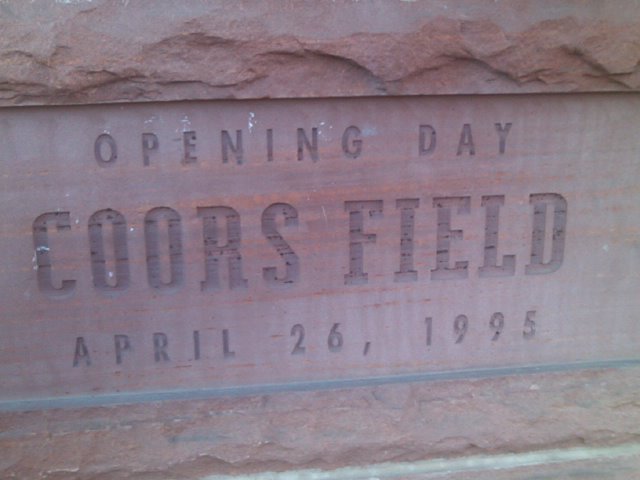 OPENING DAY
COORS FIELD
APRIL 26, 1995